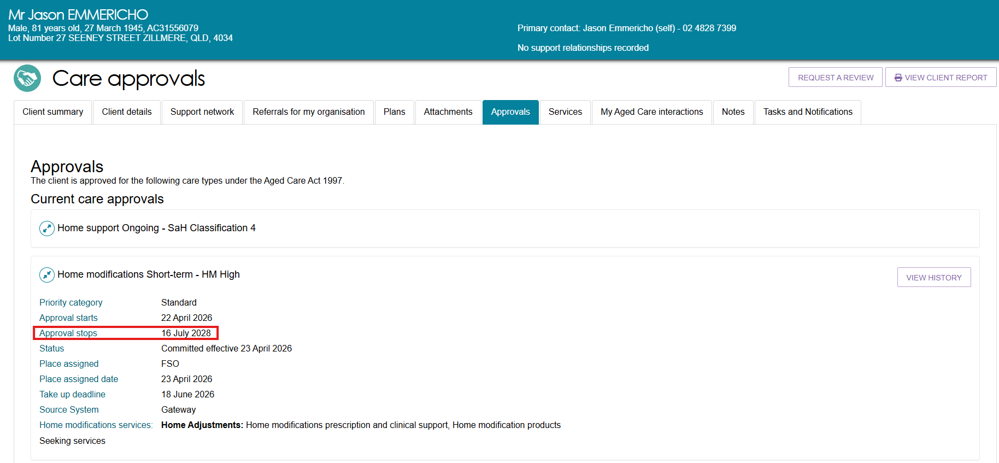 Mr Jason EMMERICHO
Male, 81 years old, 27 March 1945, AC31556079
Lot Number 27 SEENEY STREET ZILLMERE, QLD, 4034
Primary contact: Jason Emmericho (self) - 02 4828 7399
No support relationships recorded
Care approvals
REQUEST A REVIEW
VIEW CLIENT REPORT
Client summary
Client details
Support network
Referrals for my organisation
Plans
Attachments
Approvals
Services
My Aged Care interactions
Notes
Tasks and Notifications
Approvals
The client is approved for the following care types under the Aged Care Act 1997.
Current care approvals
Home support Ongoing - SaH Classification 4
Home modifications Short-term - HM High
VIEW HISTORY
Priority category Standard
Approval starts 22 April 2026
Approval stops 16 July 2028
Status Committed effective 23 April 2026
Place assigned FSO
Place assigned date 23 April 2026
Take up deadline 18 June 2026
Source System Gateway
Home modifications services: Home Adjustments: Home modifications prescription and clinical support, Home modification products
Seeking services